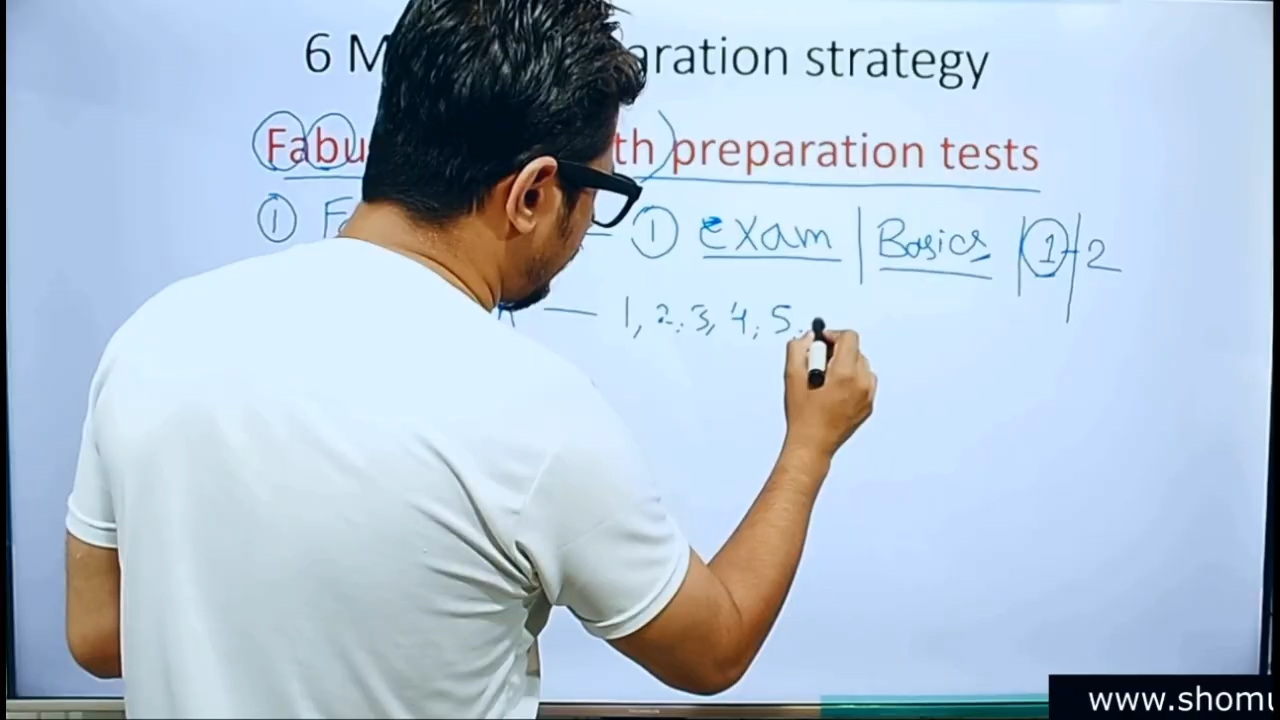 6 M aration strategy
Fabu th) preparation tests
① F — ① exam | Basics | ① | 2
— 1, 2, 3, 4, 5,
www.shomu